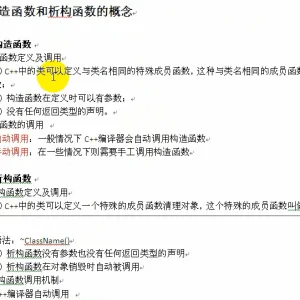 造函数和析构函数的概念
构造函数
函数定义及调用
）C++中的类可以定义与类名相同的特殊成员函数，这种与类名相同的成员函数
数；
）构造函数在定义时可以有参数；
）没有任何返回类型的声明。
函数的调用
自动调用：一般情况下 C++编译器会自动调用构造函数
手动调用：在一些情况下则需要手工调用构造函数
析构函数
构函数定义及调用
）C++中的类可以定义一个特殊的成员函数清理对象，这个特殊的成员函数叫做
语法：~ClassName()
）析构函数没有参数也没有任何返回类型的声明
）析构函数在对象销毁时自动被调用
构函数调用机制
C++编译器自动调用